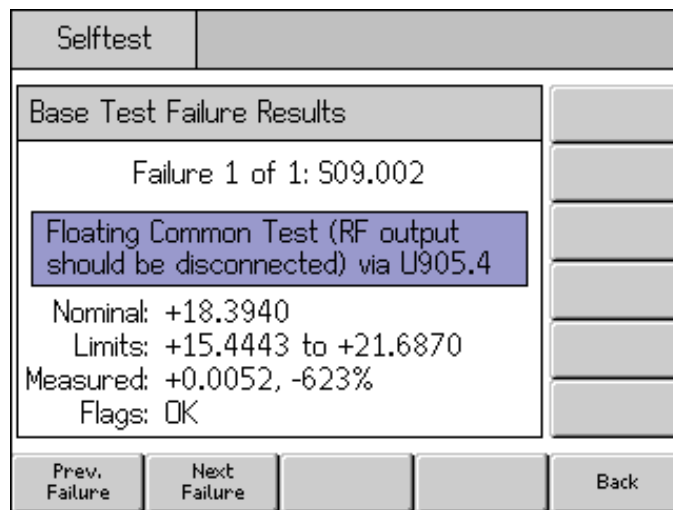 Selftest
Base Test Failure Results
Failure 1 of 1: S09.002
Floating Common Test (RF output
should be disconnected) via U905.4
Nominal: +18.3940
Limits: +15.4443 to +21.6870
Measured: +0.0052, -623%
Flags: OK
Prev. Failure
Next Failure
Back